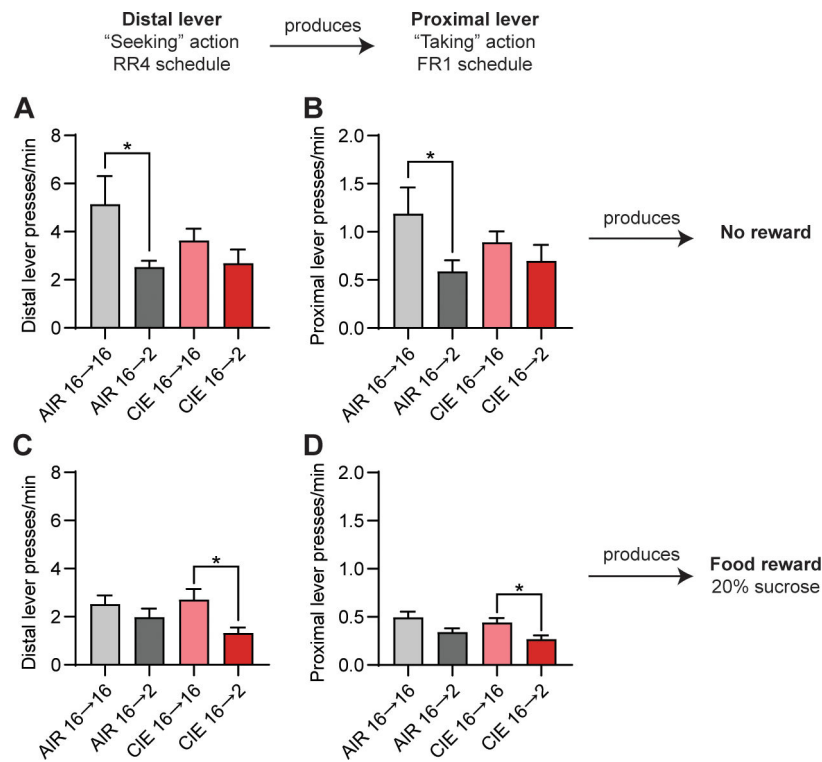 Distal lever
“Seeking” action
RR4 schedule
produces
Proximal lever
“Taking” action
FR1 schedule
A
Distal lever presses/min
8
6
4
2
0
*
AIR 16→16
AIR 16→2
CIE 16→16
CIE 16→2
B
Proximal lever presses/min
2.0
1.5
1.0
0.5
0.0
*
AIR 16→16
AIR 16→2
CIE 16→16
CIE 16→2
produces
No reward
C
Distal lever presses/min
8
6
4
2
0
*
AIR 16→16
AIR 16→2
CIE 16→16
CIE 16→2
D
Proximal lever presses/min
2.0
1.5
1.0
0.5
0.0
*
AIR 16→16
AIR 16→2
CIE 16→16
CIE 16→2
produces
Food reward
20% sucrose